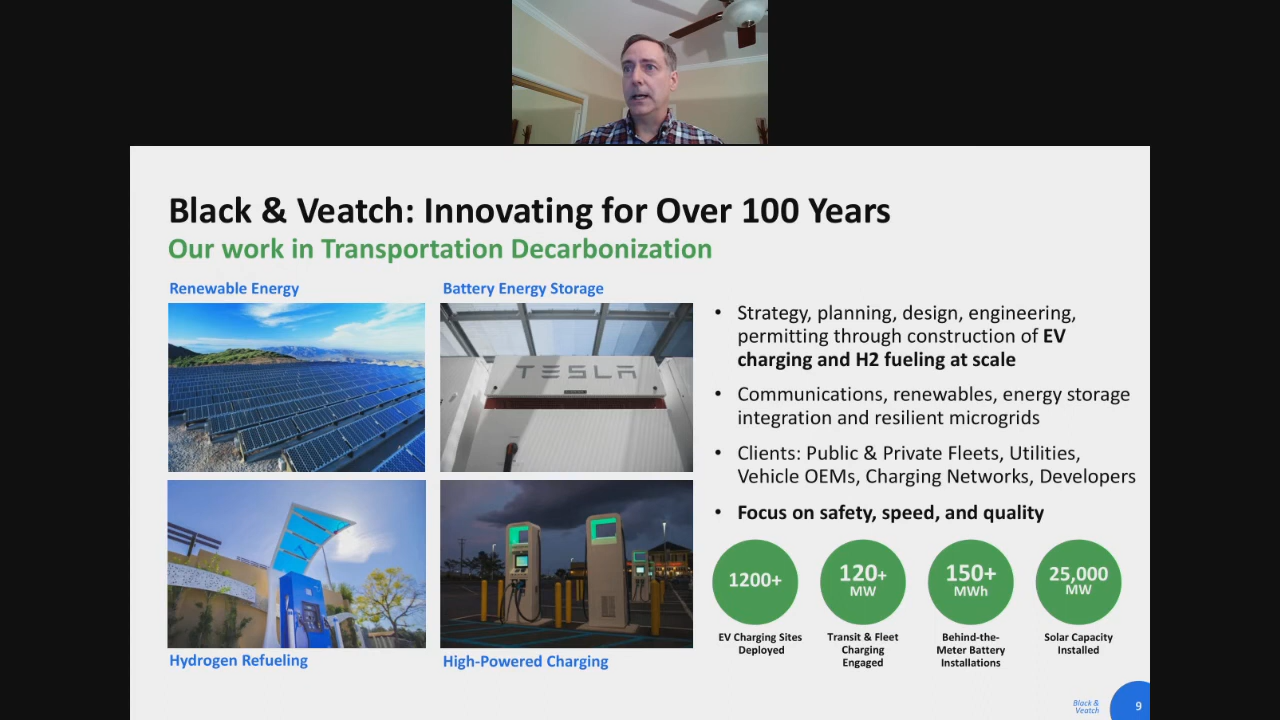 Black & Veatch: Innovating for Over 100 Years
Our work in Transportation Decarbonization
Renewable Energy
Battery Energy Storage
TESLA
Hydrogen Refueling
High-Powered Charging
• Strategy, planning, design, engineering,
permitting through construction of EV
charging and H2 fueling at scale
• Communications, renewables, energy storage
integration and resilient microgrids
• Clients: Public & Private Fleets, Utilities,
Vehicle OEMs, Charging Networks, Developers
• Focus on safety, speed, and quality
1200+
EV Charging Sites
Deployed
120+
MW
Transit & Fleet
Charging
Engaged
150+
MWh
Behind-the-
Meter Battery
Installations
25,000
MW
Solar Capacity
Installed
Black &
Veatch
9